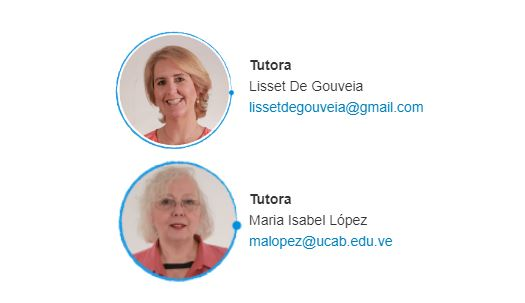 Tutora
Lisset De Gouveia
lissetdegouveia@gmail.com
Tutora
Maria Isabel López
malopez@ucab.edu.ve